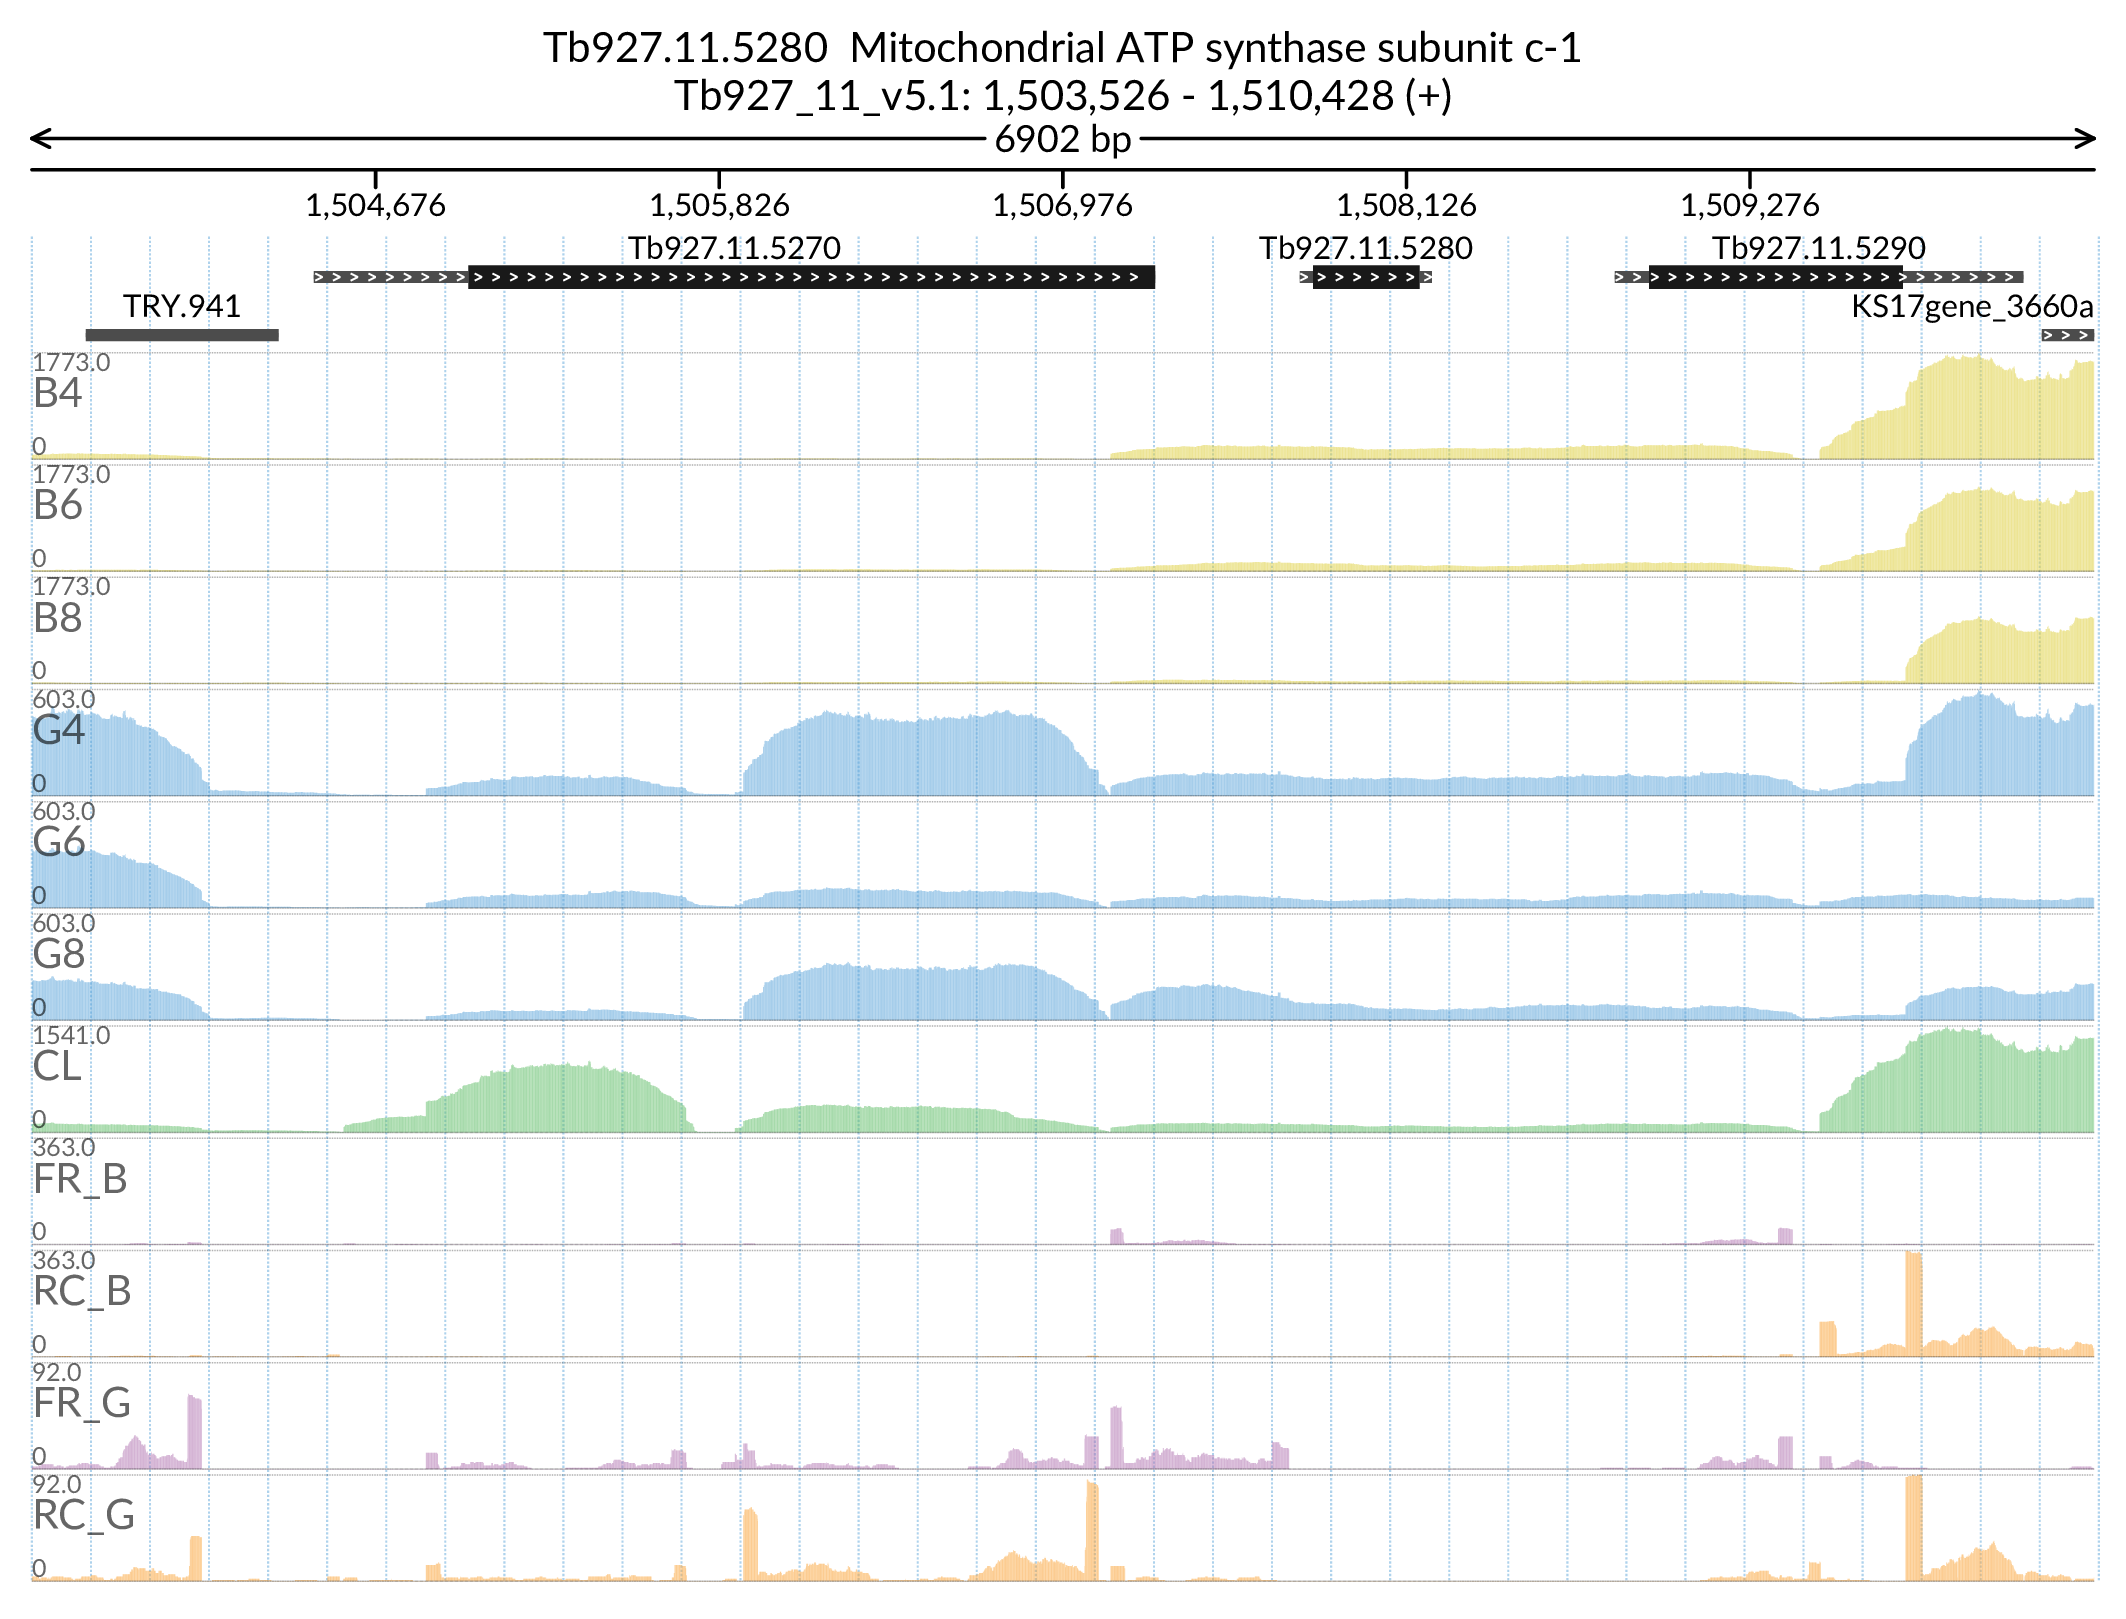 Tb927.11.5280 Mitochondrial ATP synthase subunit c-1
Tb927_11_v5.1: 1,503,526 - 1,510,428 (+)
6902 bp
1,504,676 1,505,826 1,506,976 1,508,126 1,509,276
Tb927.11.5270 Tb927.11.5280 Tb927.11.5290
TRY.941 KS17gene_3660a
1773.0
B4
0
1773.0
B6
0
1773.0
B8
0
603.0
G4
0
603.0
G6
0
603.0
G8
0
1541.0
CL
0
363.0
FR_B
0
363.0
RC_B
0
92.0
FR_G
0
92.0
RC_G
0